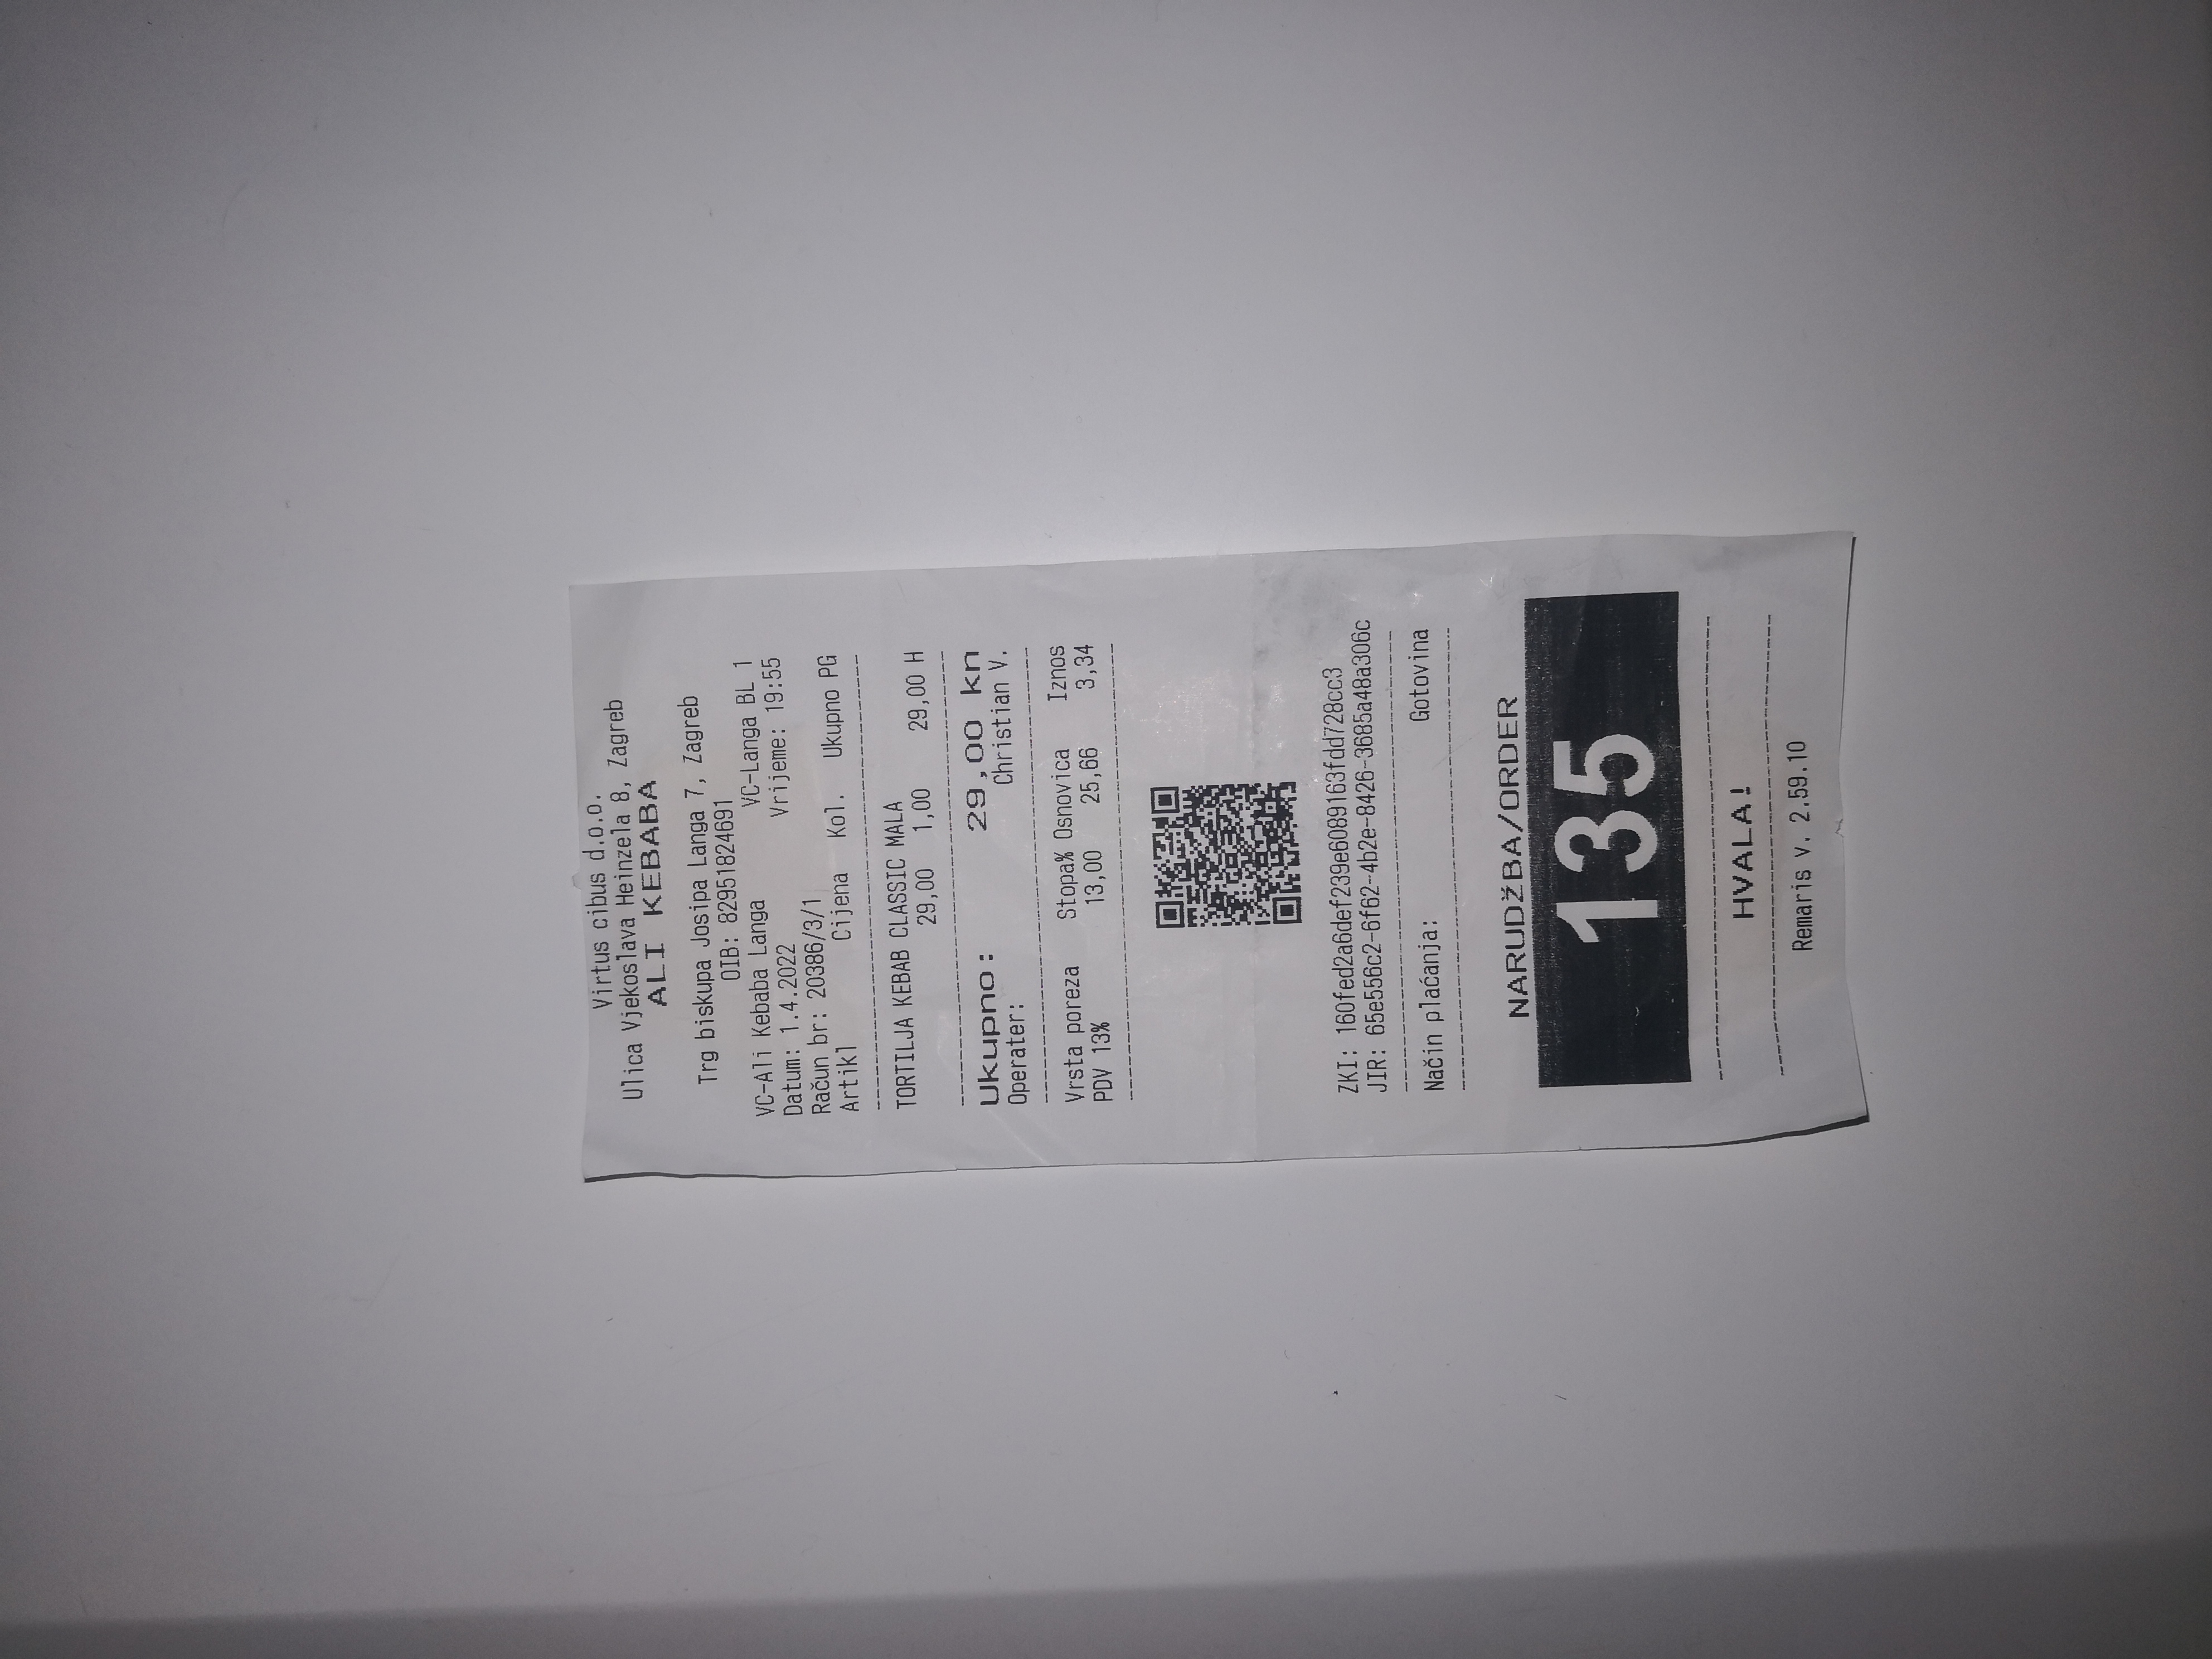 Virtus cibus d.o.o.
Ulica Vjekoslava Heinzela 8, Zagreb
ALI KEBABA
Trg biskupa Josipa Langa 7, Zagreb
OIB: 82951824691
VC-Ali Kebaba Langa VC-Langa BL 1
Datum: 1.4.2022 Vrijeme: 19:55
Račun br: 20386/3/1
Artikl Cijena Kol. Ukupno PG
TORTILJA KEBAB CLASSIC MALA
29,00 1,00 29,00 H
Ukupno: 29,00 kn
Operater: Christian V.
Vrsta poreza Stopa% Osnovica Iznos
PDV 13% 13,00 25,66 3,34
ZKI: 160fed2a6def239e6089163fdd728cc3
JIR: 65e556c2-6f62-4b2e-8426-3685a48a306c
Način plaćanja: Gotovina
NARUDžBA/ORDER
135
HVALA!
Remaris v. 2.59.10